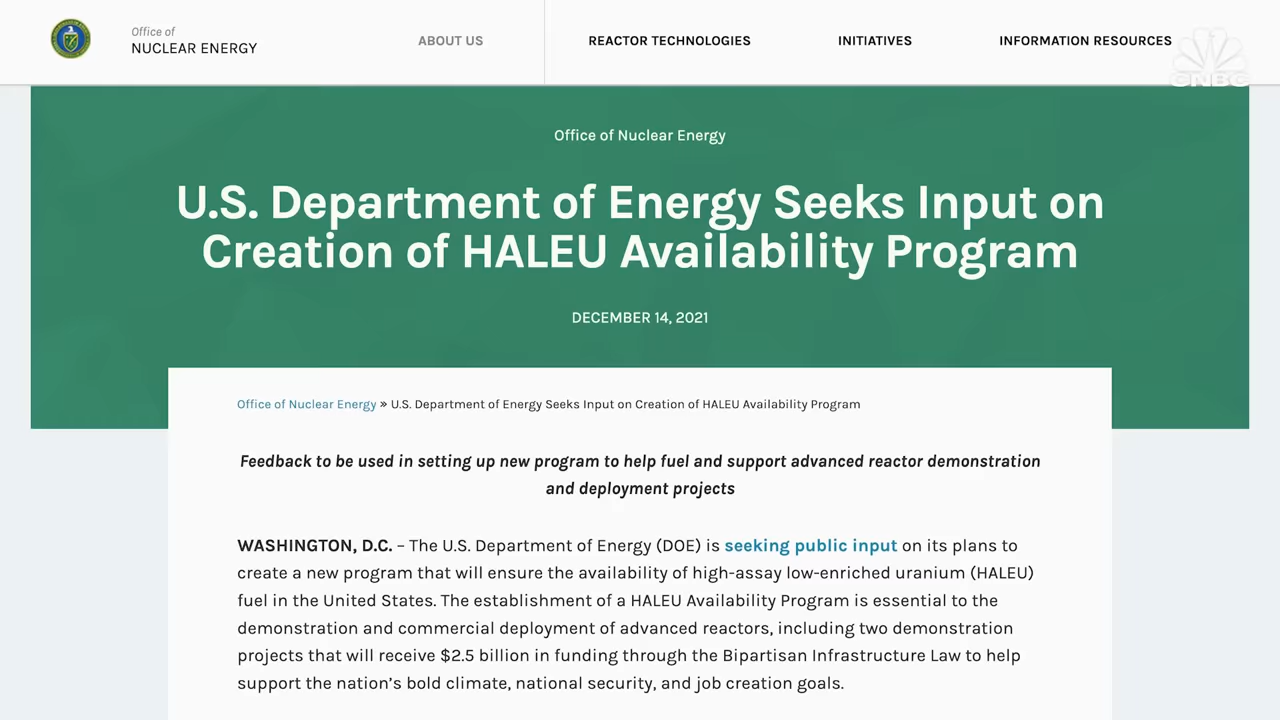 Office of
NUCLEAR ENERGY
ABOUT US
REACTOR TECHNOLOGIES
INITIATIVES
INFORMATION RESOURCES
CNBC
Office of Nuclear Energy
U.S. Department of Energy Seeks Input on
Creation of HALEU Availability Program
DECEMBER 14, 2021
Office of Nuclear Energy » U.S. Department of Energy Seeks Input on Creation of HALEU Availability Program
Feedback to be used in setting up new program to help fuel and support advanced reactor demonstration
and deployment projects
WASHINGTON, D.C. – The U.S. Department of Energy (DOE) is seeking public input on its plans to
create a new program that will ensure the availability of high-assay low-enriched uranium (HALEU)
fuel in the United States. The establishment of a HALEU Availability Program is essential to the
demonstration and commercial deployment of advanced reactors, including two demonstration
projects that will receive $2.5 billion in funding through the Bipartisan Infrastructure Law to help
support the nation’s bold climate, national security, and job creation goals.